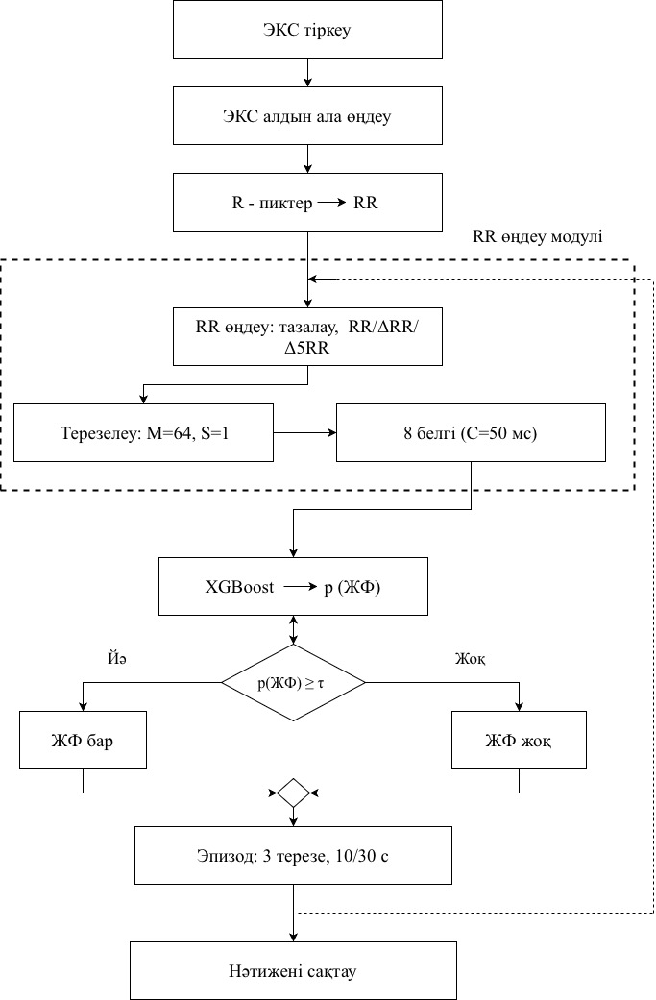 ЭКС тіркеу
ЭКС алдын ала өңдеу
R - пиктер → RR
RR өңдеу модулі
RR өңдеу: тазалау, RR/ΔRR/
Δ5RR
Терезелеу: M=64, S=1
8 белгі (C=50 мс)
XGBoost → p (ЖФ)
Йә
Жоқ
p(ЖФ) ≥ τ
ЖФ бар
ЖФ жоқ
Эпизод: 3 терезе, 10/30 с
Нәтижені сақтау